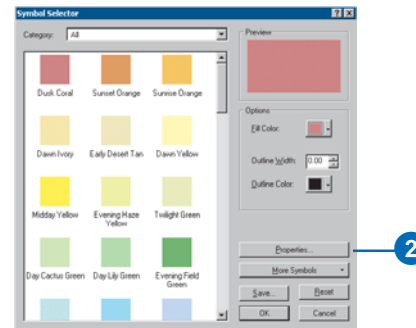 Symbol Selector
Category: All
Preview
Dusk Coral
Sunset Orange
Sunrise Orange
Options
Fill Color:
Outline Width: 0.00
Outline Color:
Dawn Ivory
Early Desert Tan
Dawn Yellow
Midday Yellow
Evening Haze
Yellow
Twilight Green
Day Cactus Green
Day Lily Green
Evening Field
Green
Properties...
2
More Symbols
Save...
Reset
OK
Cancel